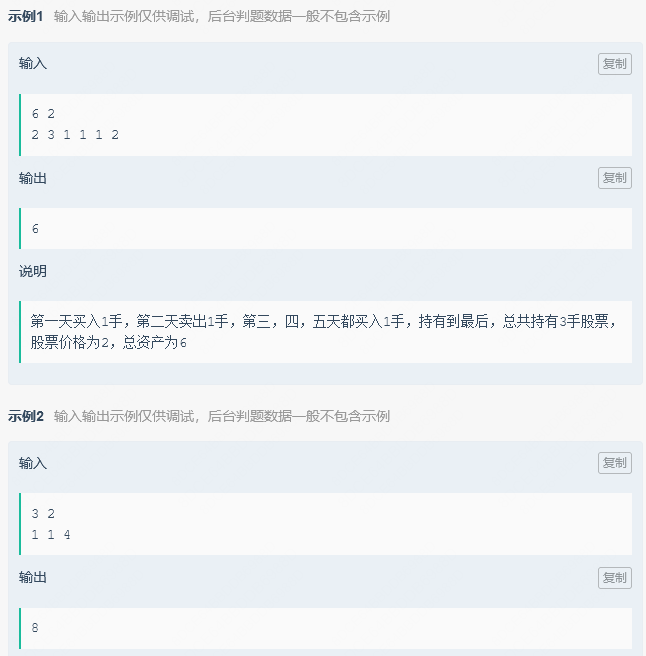 示例1 输入输出示例仅供调试，后台判题数据一般不包含示例
输入
复制
6 2
2 3 1 1 1 2
输出
复制
6
说明
第一天买入1手，第二天卖出1手，第三，四，五天都买入1手，持有到最后，总共持有3手股票，
股票价格为2，总资产为6
示例2 输入输出示例仅供调试，后台判题数据一般不包含示例
输入
复制
3 2
1 1 4
输出
复制
8